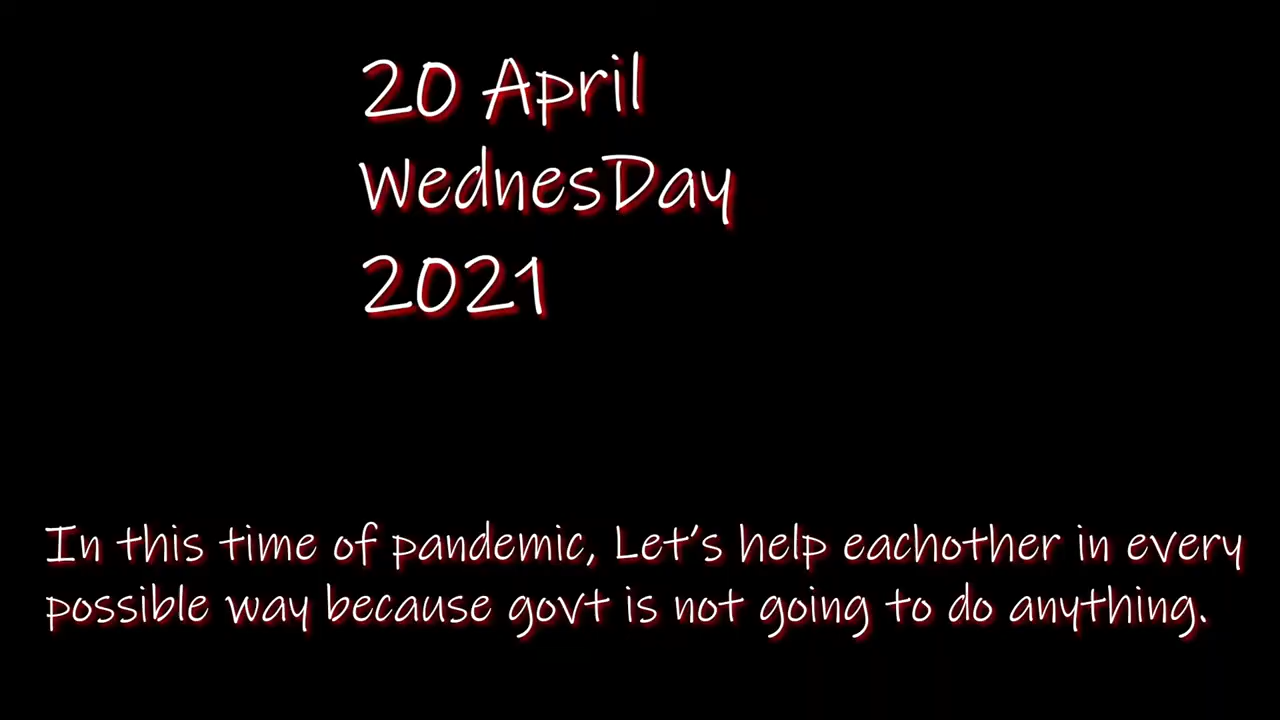 20 April
WednesDay
2021
In this time of pandemic, Let's help eachother in every
possible way because govt is not going to do anything.